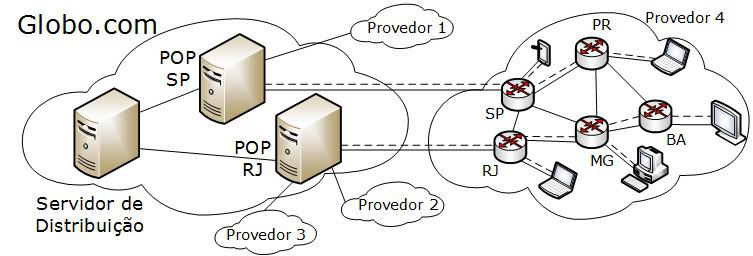 Globo.com
Provedor 1
PR
Provedor 4
POP
SP
SP
BA
POP
RJ
RJ
MG
Servidor de
Distribuição
Provedor 2
Provedor 3